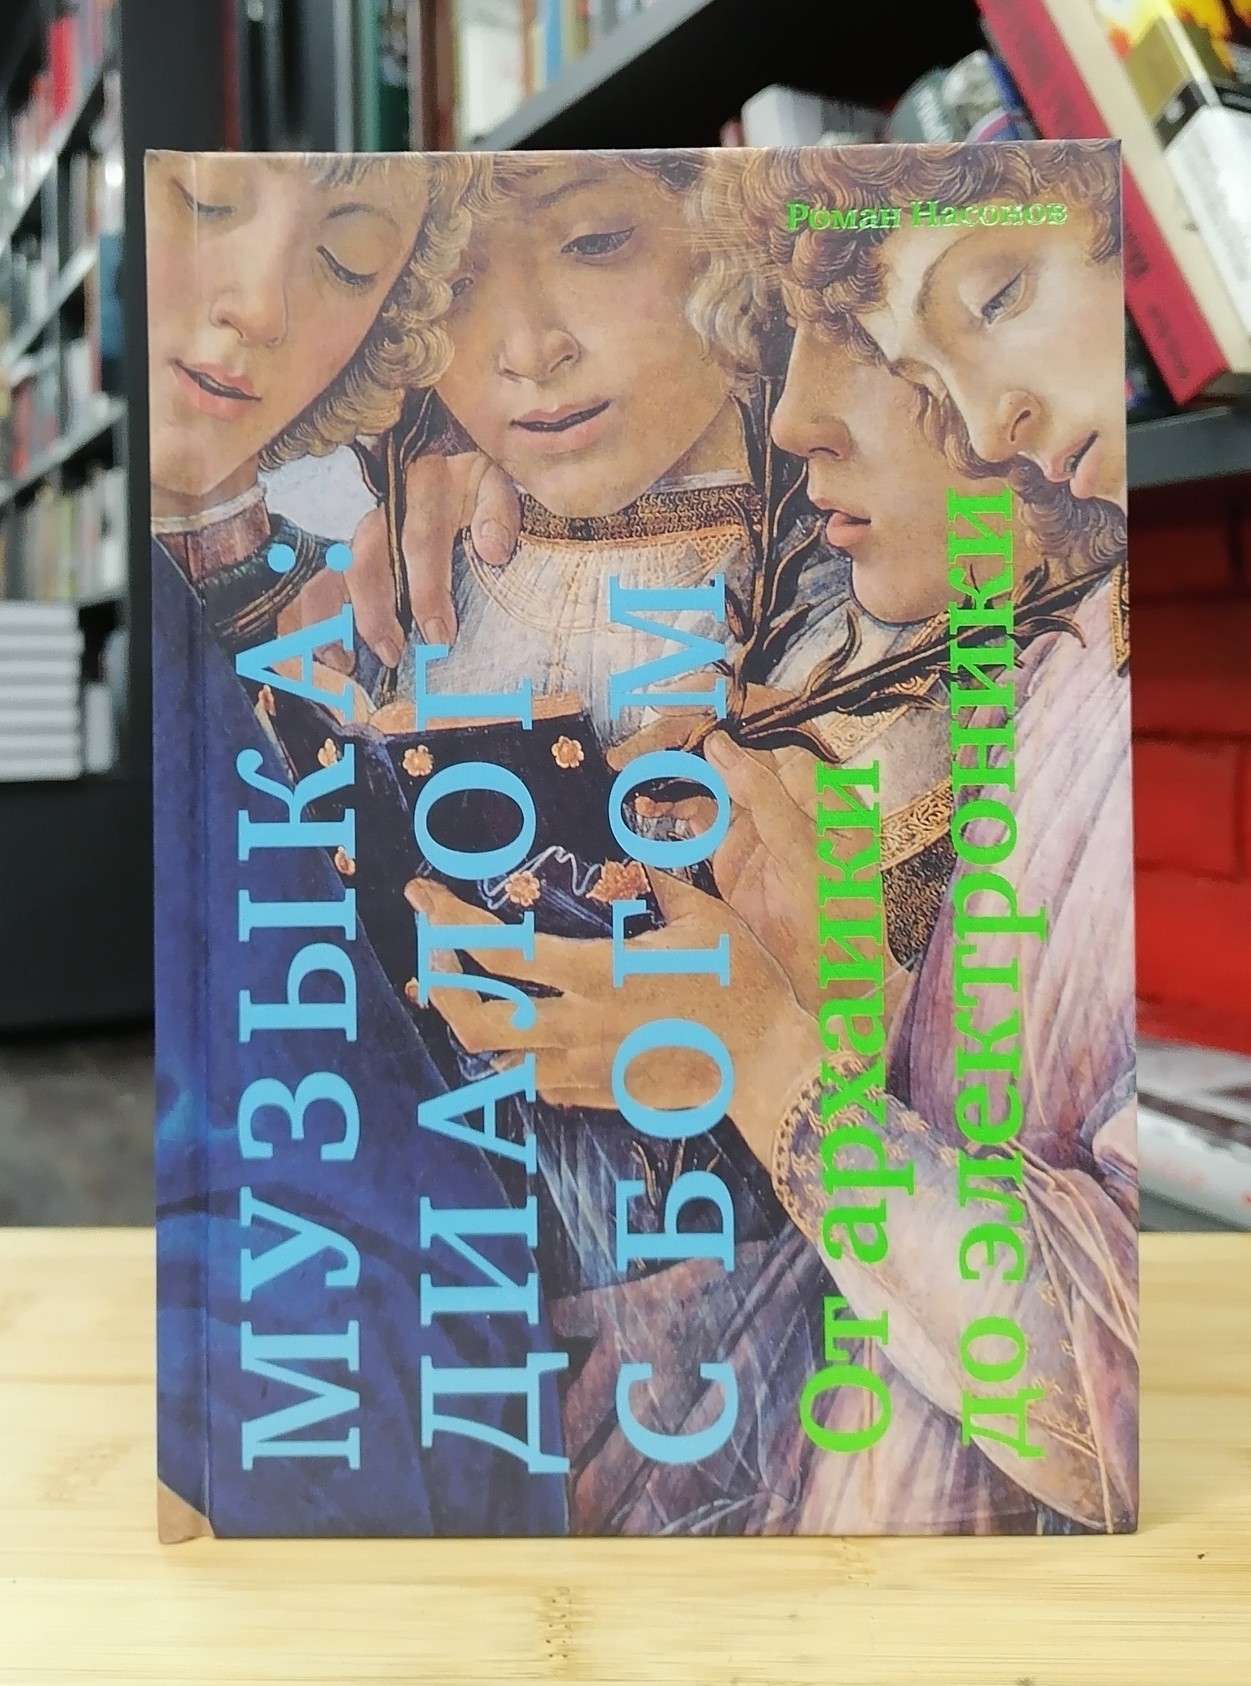 Роман Насонов
МУЗЫКА:
ДИАЛОГ
С БОГОМ
От архаики
до электроники